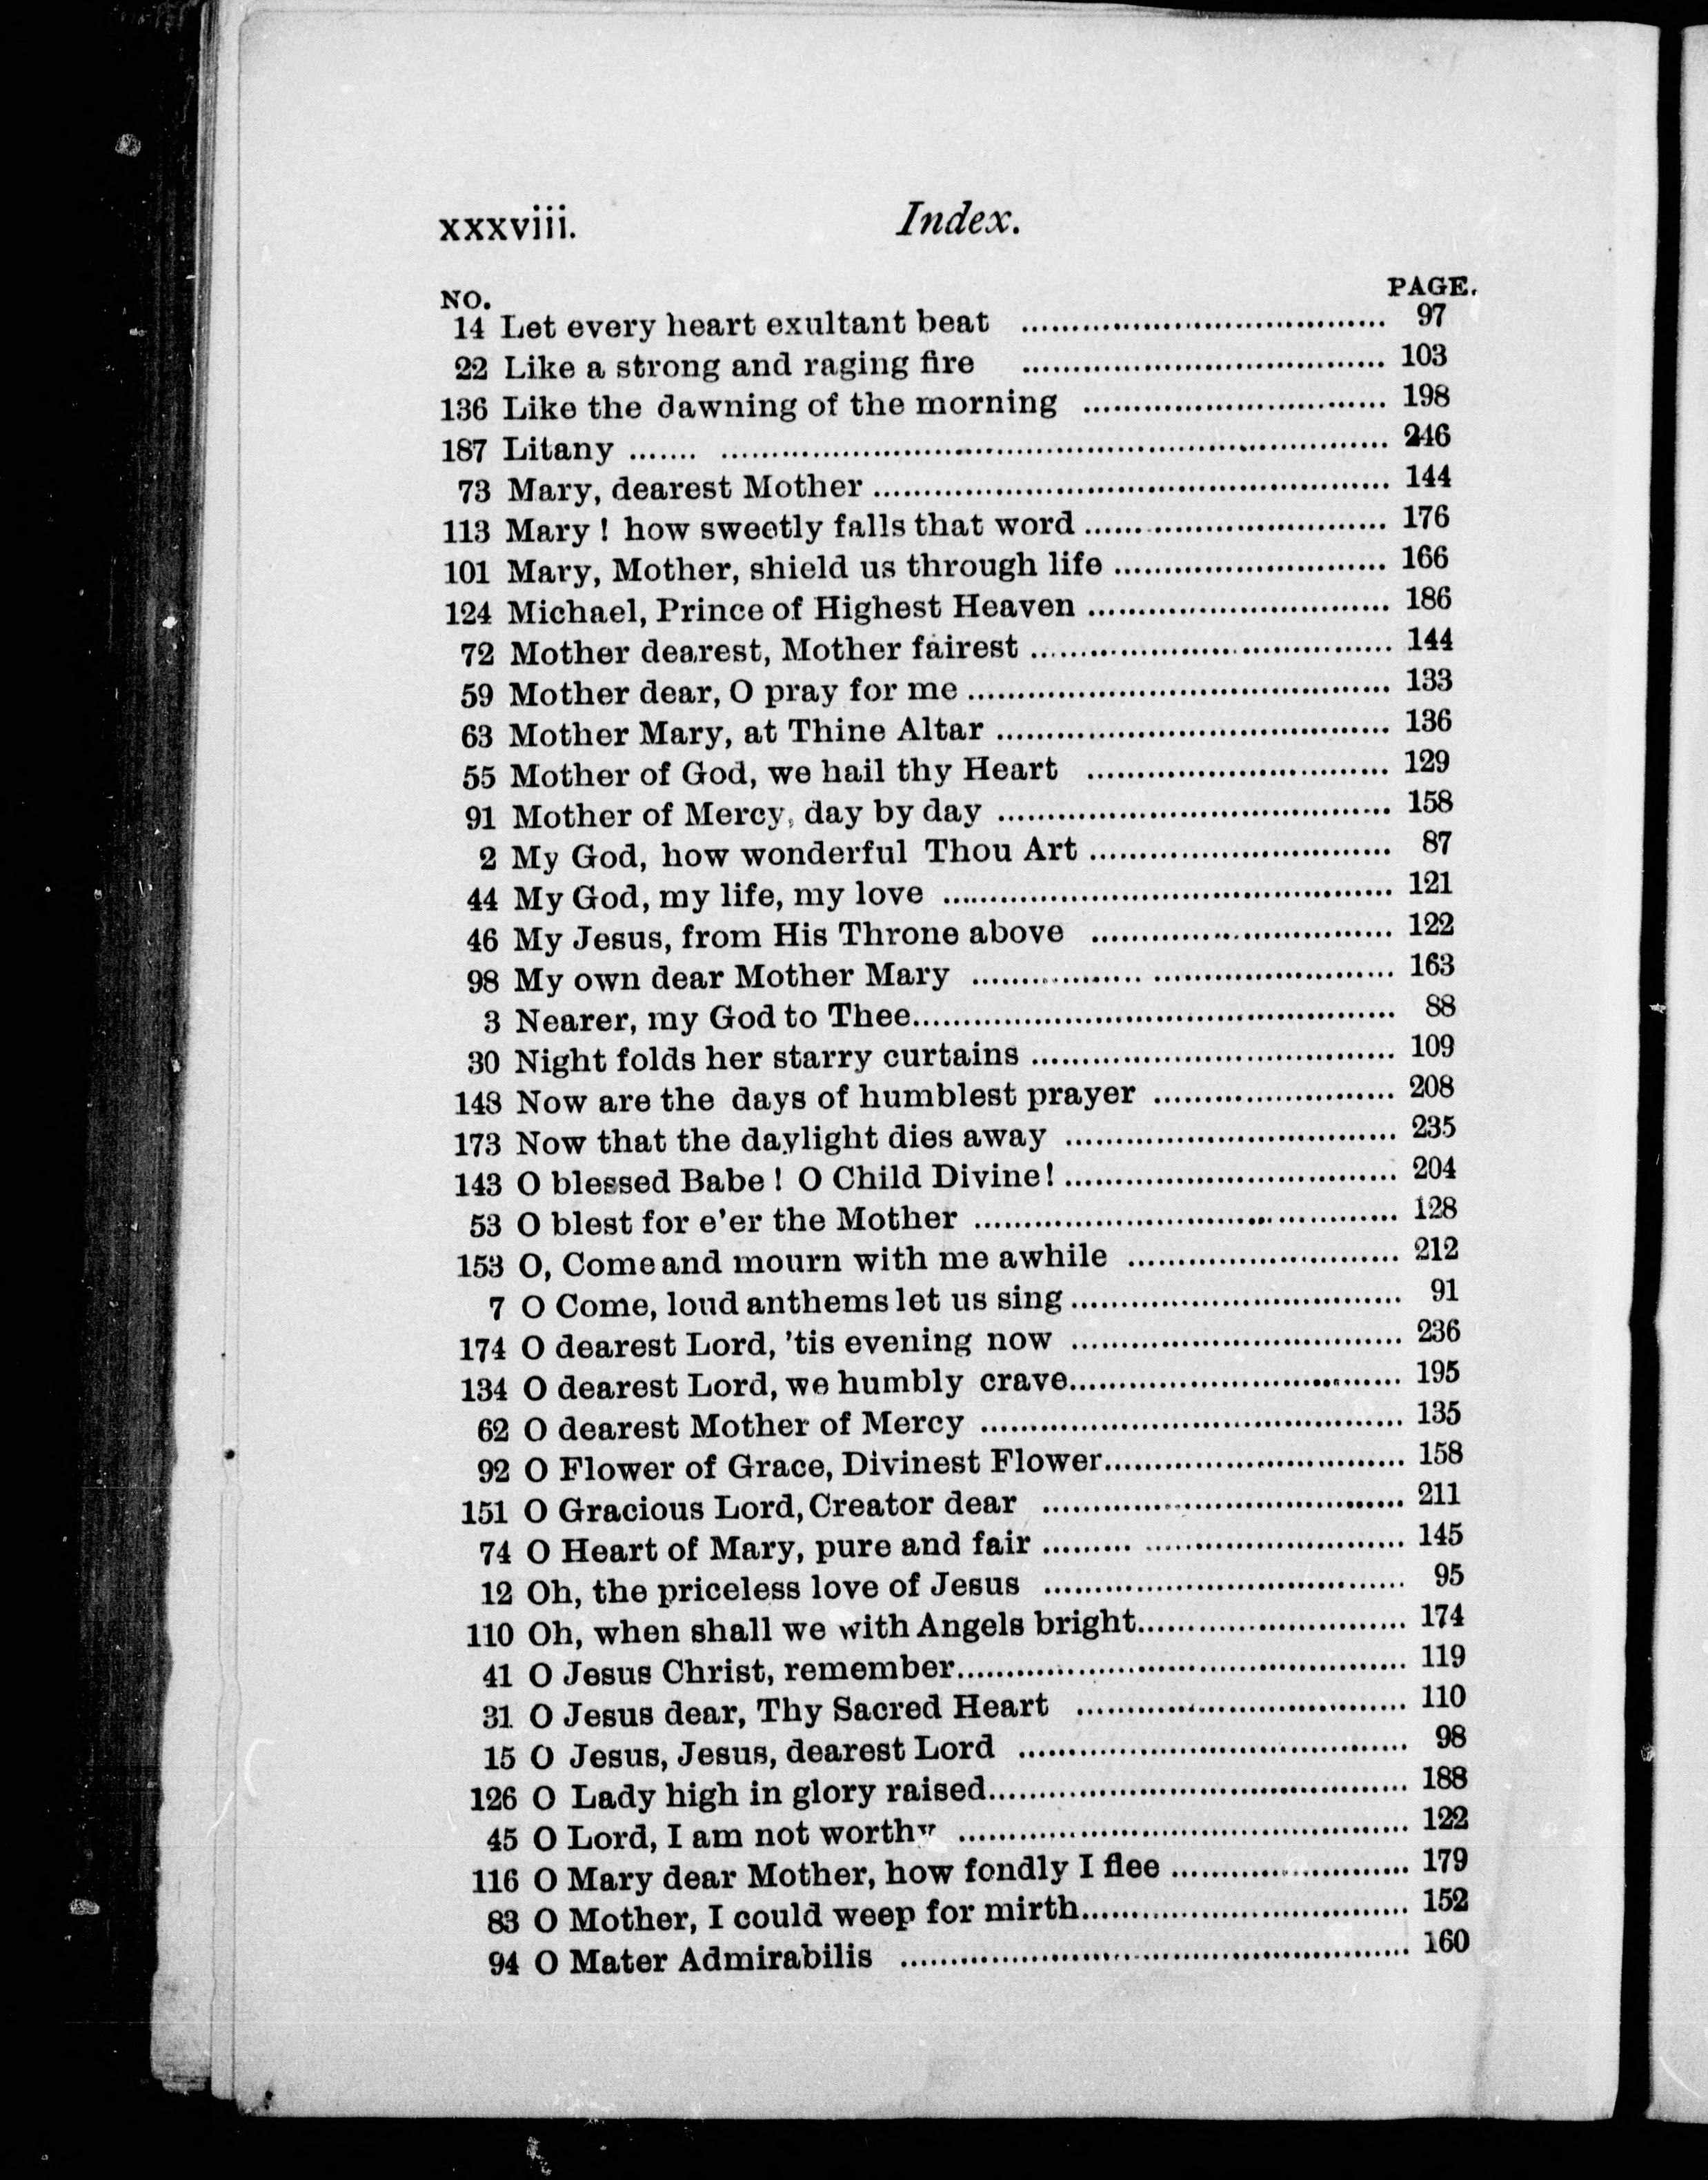 xxxviii. Index.
NO. PAGE.
14 Let every heart exultant beat .................................... 97
22 Like a strong and raging fire .................................... 103
136 Like the dawning of the morning .............................. 198
187 Litany ....... .................................................................. 246
73 Mary, dearest Mother ................................................... 144
113 Mary ! how sweetly falls that word .............................. 176
101 Mary, Mother, shield us through life ........................... 166
124 Michael, Prince of Highest Heaven .............................. 186
72 Mother dearest, Mother fairest .................................... 144
59 Mother dear, O pray for me .......................................... 133
63 Mother Mary, at Thine Altar ....................................... 136
55 Mother of God, we hail thy Heart .............................. 129
91 Mother of Mercy, day by day ....................................... 158
2 My God, how wonderful Thou Art .............................. 87
44 My God, my life, my love ............................................. 121
46 My Jesus, from His Throne above .............................. 122
98 My own dear Mother Mary ................. ........................ 163
3 Nearer, my God to Thee................................................ 88
30 Night folds her starry curtains .................................... 109
148 Now are the days of humblest prayer ........................ 208
173 Now that the daylight dies away ................................. 235
143 O blessed Babe ! O Child Divine! ................................. 204
53 O blest for e'er the Mother .......................................... 128
153 O, Come and mourn with me awhile ........................... 212
7 O Come, loud anthems let us sing ................................. 91
174 O dearest Lord, 'tis evening now ................................. 236
134 O dearest Lord, we humbly crave................................. 195
62 O dearest Mother of Mercy .......................................... 135
92 O Flower of Grace, Divinest Flower.............................. 158
151 O Gracious Lord, Creator dear .................................... 211
74 O Heart of Mary, pure and fair ......... .......................... 145
12 Oh, the priceless love of Jesus .................................... 95
110 Oh, when shall we with Angels bright........................... 174
41 O Jesus Christ, remember............................................. 119
31 O Jesus dear, Thy Sacred Heart ................................. 110
15 O Jesus, Jesus, dearest Lord ....................................... 98
126 O Lady high in glory raised.......................................... 188
45 O Lord, I am not worthy ............................................. 122
116 O Mary dear Mother, how fondly I flee ........................ 179
83 O Mother, I could weep for mirth................................. 152
94 O Mater Admirabilis ................................................... 160